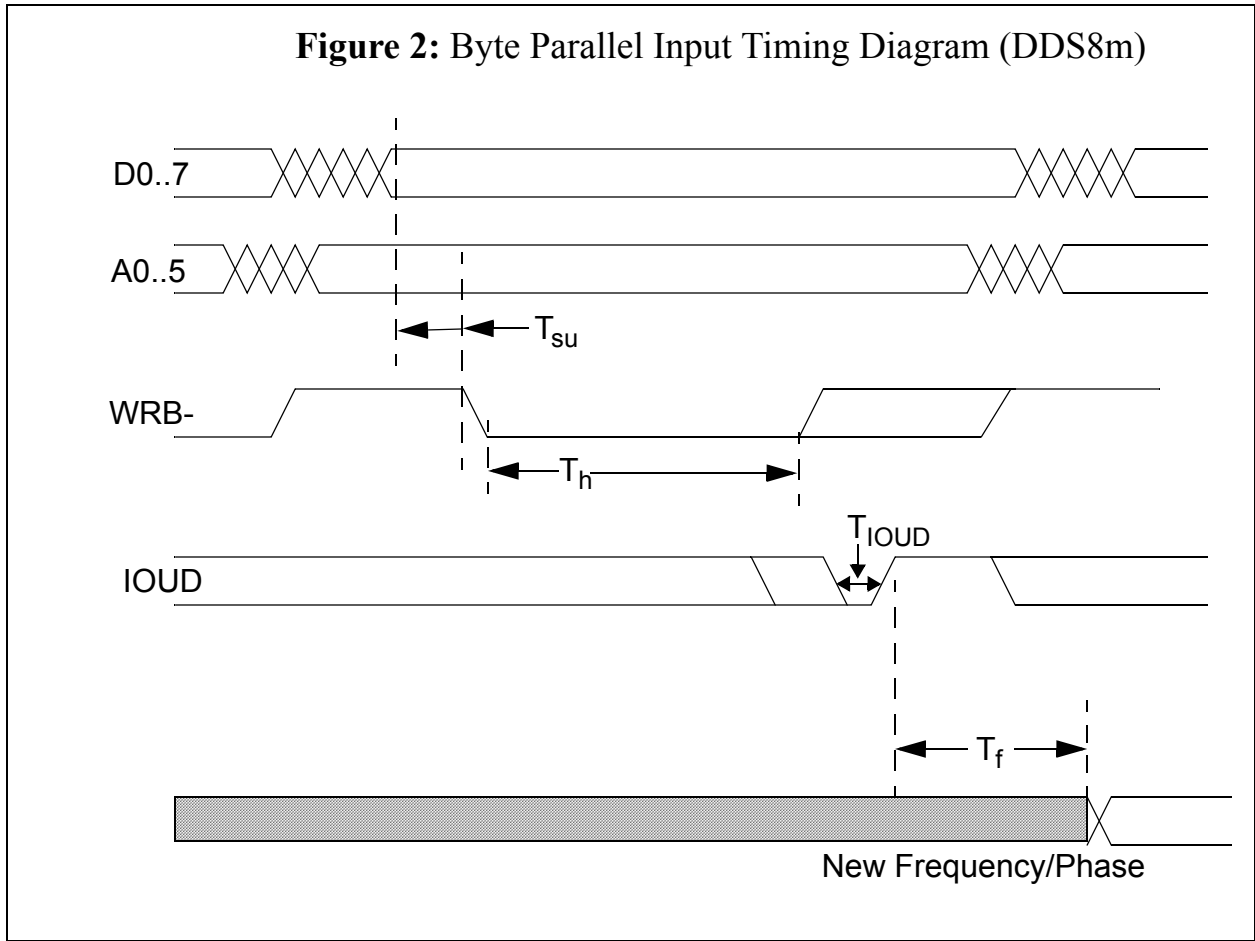 Figure 2: Byte Parallel Input Timing Diagram (DDS8m)
D0..7
A0..5
Tsu
WRB-
Th
TIOUD
IOUD
Tf
New Frequency/Phase